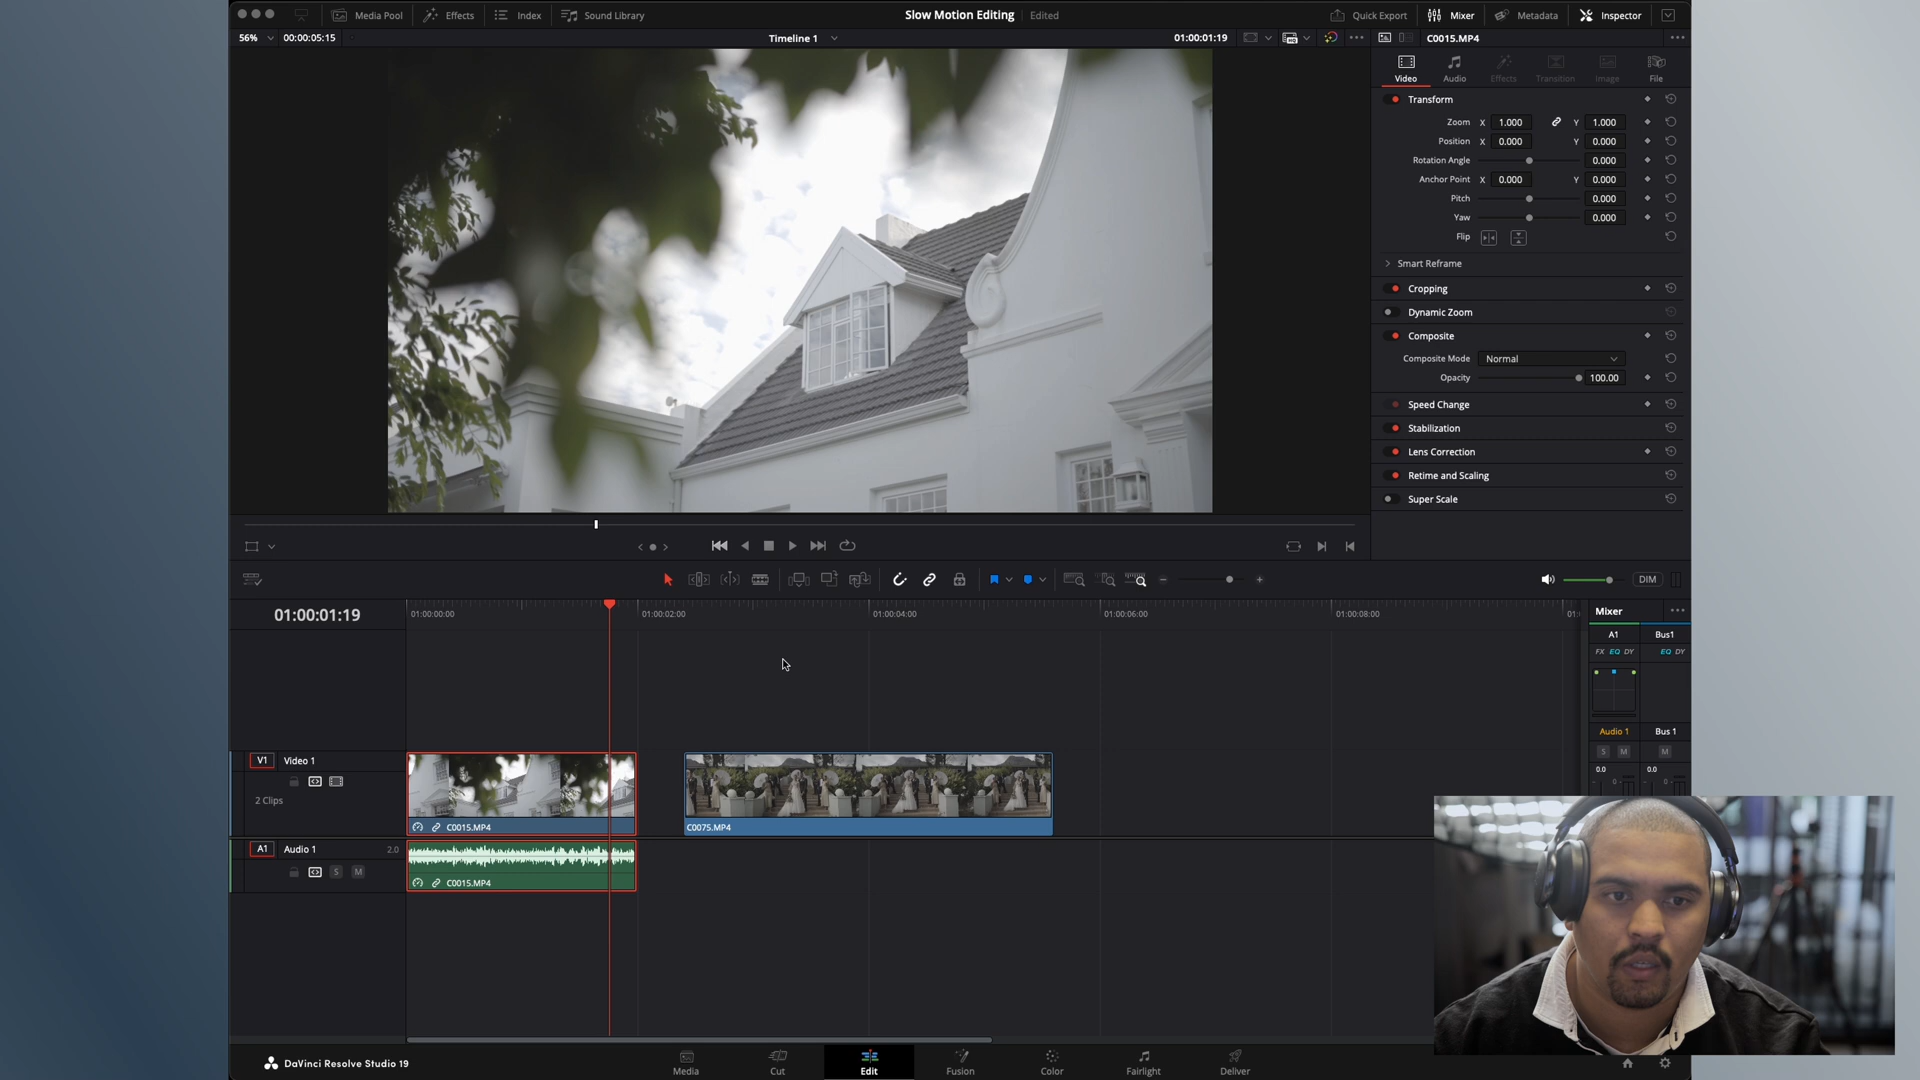 Media Pool Effects Index Sound Library Slow Motion Editing Edited Quick Export Mixer Metadata Inspector
56% 00:00:05:15 Timeline 1 01:00:01:19 C0015.MP4
Video Audio Effects Transition Image File
Transform
Zoom X 1.000 Y 1.000
Position X 0.000 Y 0.000
Rotation Angle 0.000
Anchor Point X 0.000 Y 0.000
Pitch 0.000
Yaw 0.000
Flip
Smart Reframe
Cropping
Dynamic Zoom
Composite
Composite Mode Normal
Opacity 100.00
Speed Change
Stabilization
Lens Correction
Retime and Scaling
Super Scale
DIM
01:00:01:19 01:00:00:00 01:00:02:00 01:00:04:00 01:00:06:00 01:00:08:00
Mixer
A1 Bus1
FX EQ DY EQ DY
Audio 1 Bus 1
S M M
0.0 0.0
0
0
V1 Video 1
2 Clips
C0015.MP4 C0075.MP4
A1 Audio 1 2.0
S M
C0015.MP4
DaVinci Resolve Studio 19
Media Cut Edit Fusion Color Fairlight Deliver